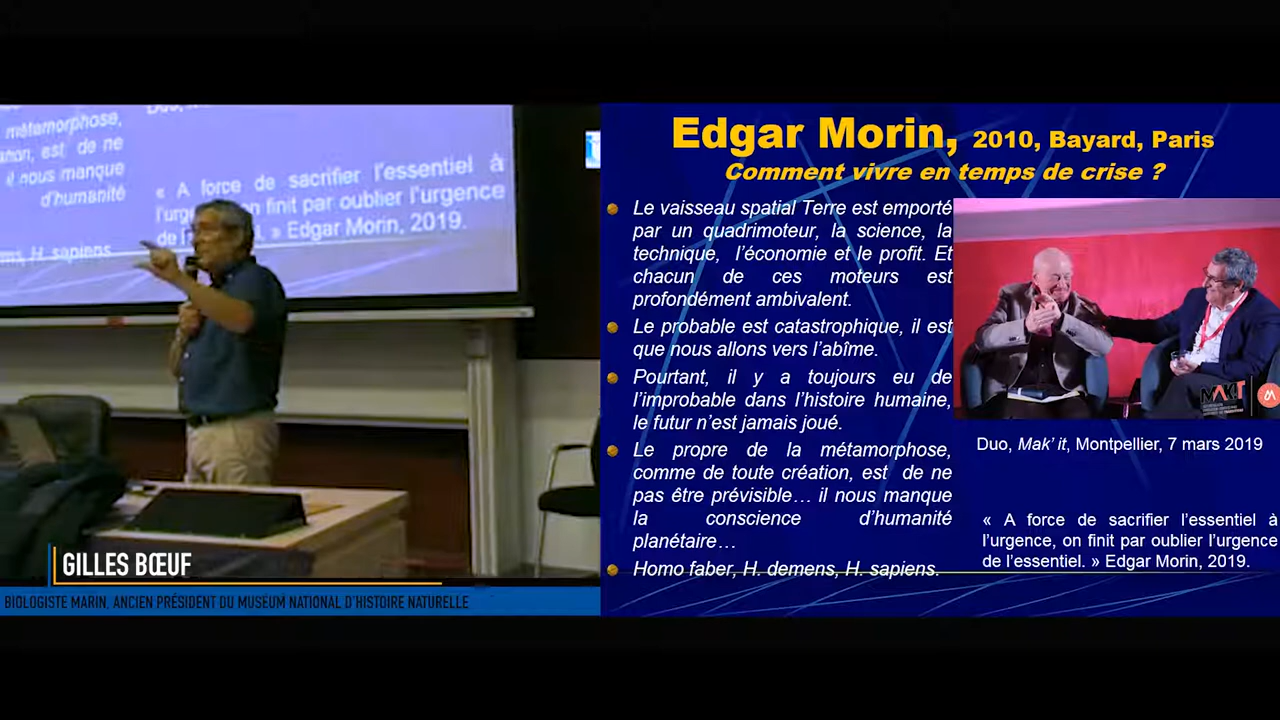 métamorphose,
est de ne
il nous manque
d'humanité
« A force de sacrifier l'essentiel à
on finit par oublier l'urgence
» Edgar Morin, 2019.
H. sapiens
GILLES BŒUF
BIOLOGISTE MARIN, ANCIEN PRÉSIDENT DU MUSEUM NATIONAL D'HISTOIRE NATURELLE
Edgar Morin, 2010, Bayard, Paris
Comment vivre en temps de crise ?
Le vaisseau spatial Terre est emporté
par un quadrimoteur, la science, la
technique, l'économie et le profit. Et
chacun de ces moteurs est
profondément ambivalent.
Le probable est catastrophique, il est
que nous allons vers l'abîme.
Pourtant, il y a toujours eu de
l'improbable dans l'histoire humaine,
le futur n'est jamais joué.
Le propre de la métamorphose,
comme de toute création, est de ne
pas être prévisible… il nous manque
la conscience d'humanité
planétaire…
Homo faber, H. demens, H. sapiens.
MAK'IT
Duo, Mak' it, Montpellier, 7 mars 2019
« A force de sacrifier l'essentiel à
l'urgence, on finit par oublier l'urgence
de l'essentiel. » Edgar Morin, 2019.